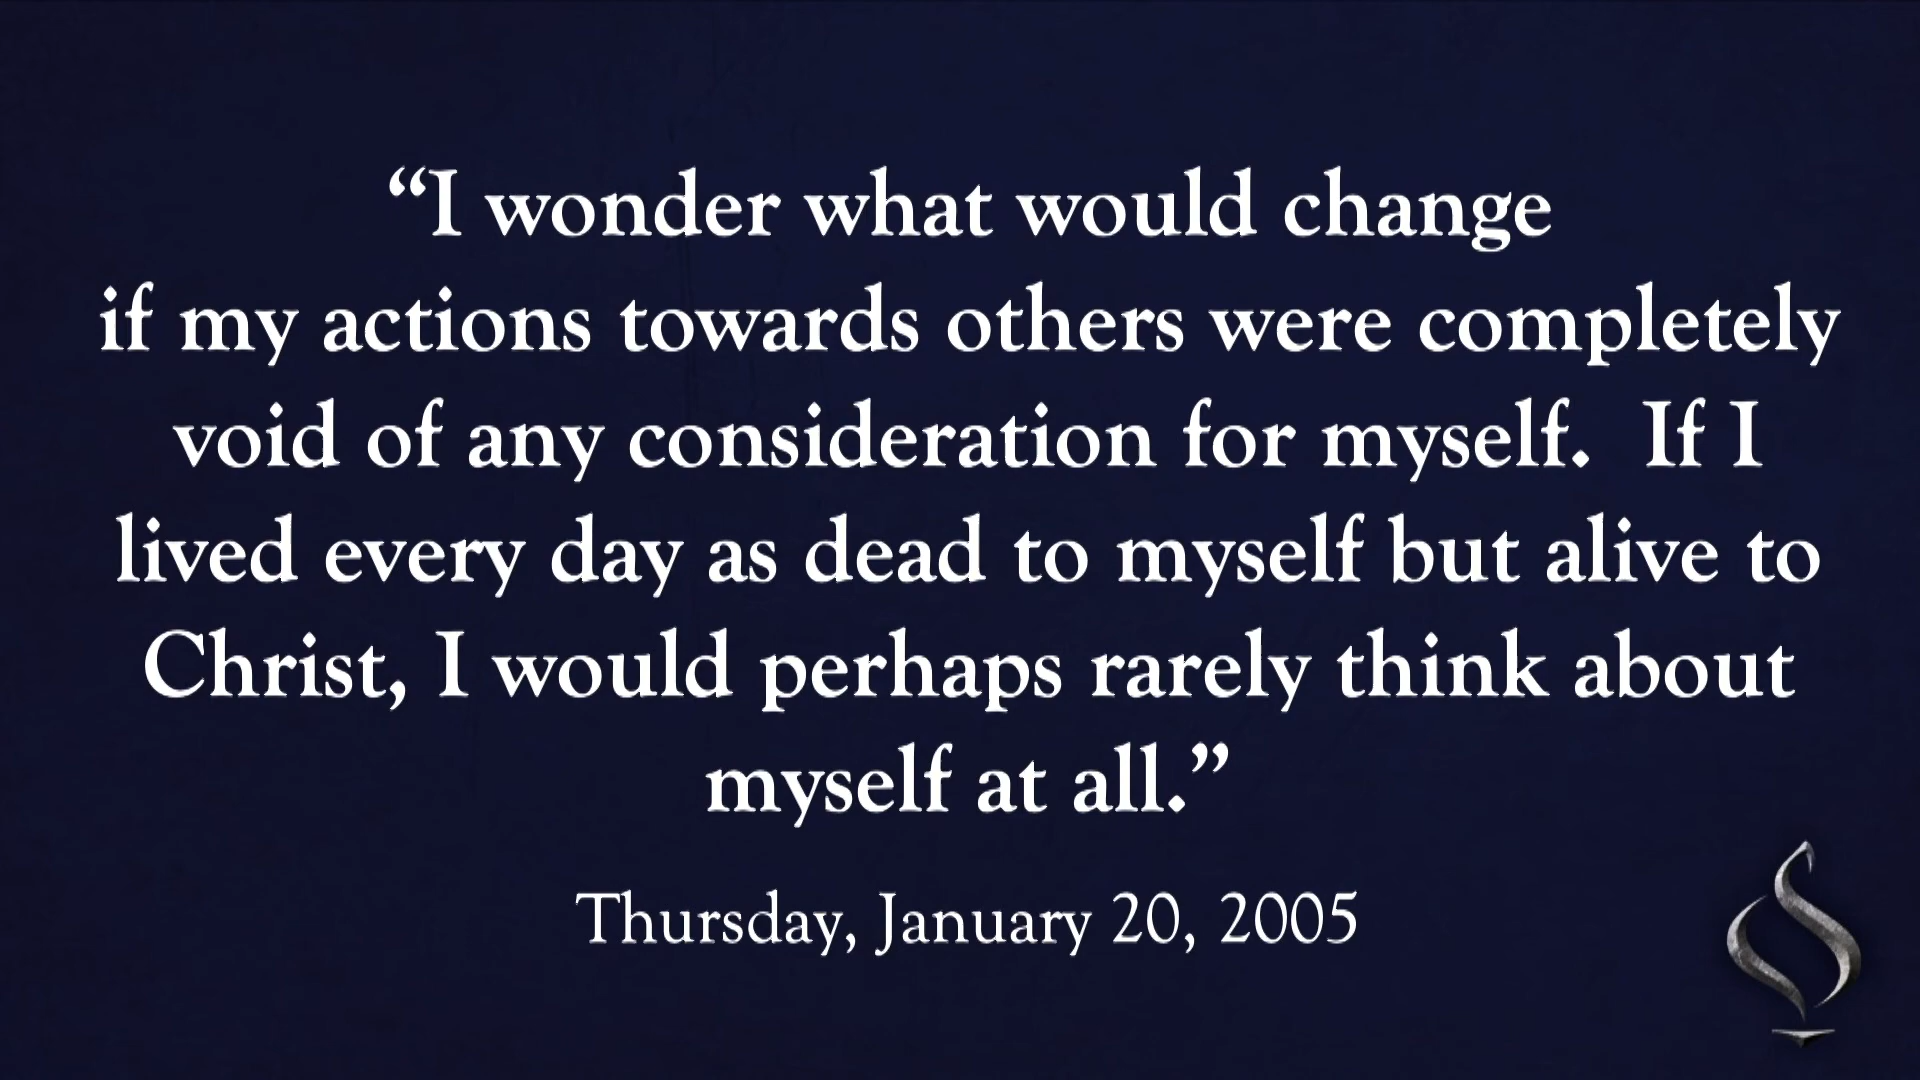 “I wonder what would change
if my actions towards others were completely
void of any consideration for myself.  If I
lived every day as dead to myself but alive to
Christ, I would perhaps rarely think about
myself at all.”
Thursday, January 20, 2005